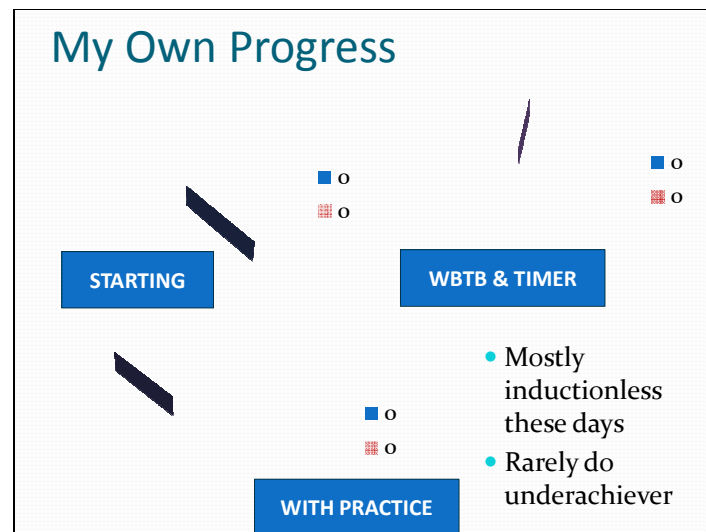 My Own Progress
O
O
STARTING
O
O
WBTB & TIMER
O
O
WITH PRACTICE
Mostly
inductionless
these days
Rarely do
underachiever